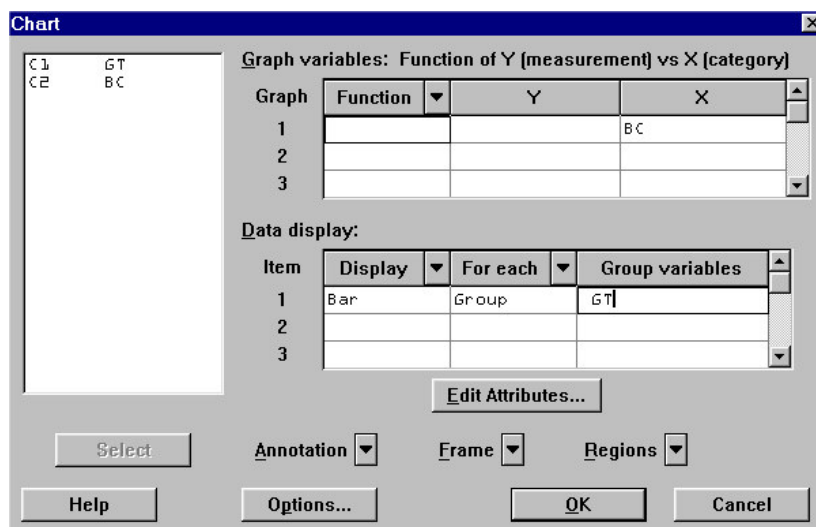 Chart
C1 GT
C2 BC
Graph variables: Function of Y (measurement) vs X (category)
Graph Function Y X
1 BC
2
3
Data display:
Item Display For each Group variables
1 Bar Group GT
2
3
Edit Attributes...
Select Annotation Frame Regions
Help Options... OK Cancel